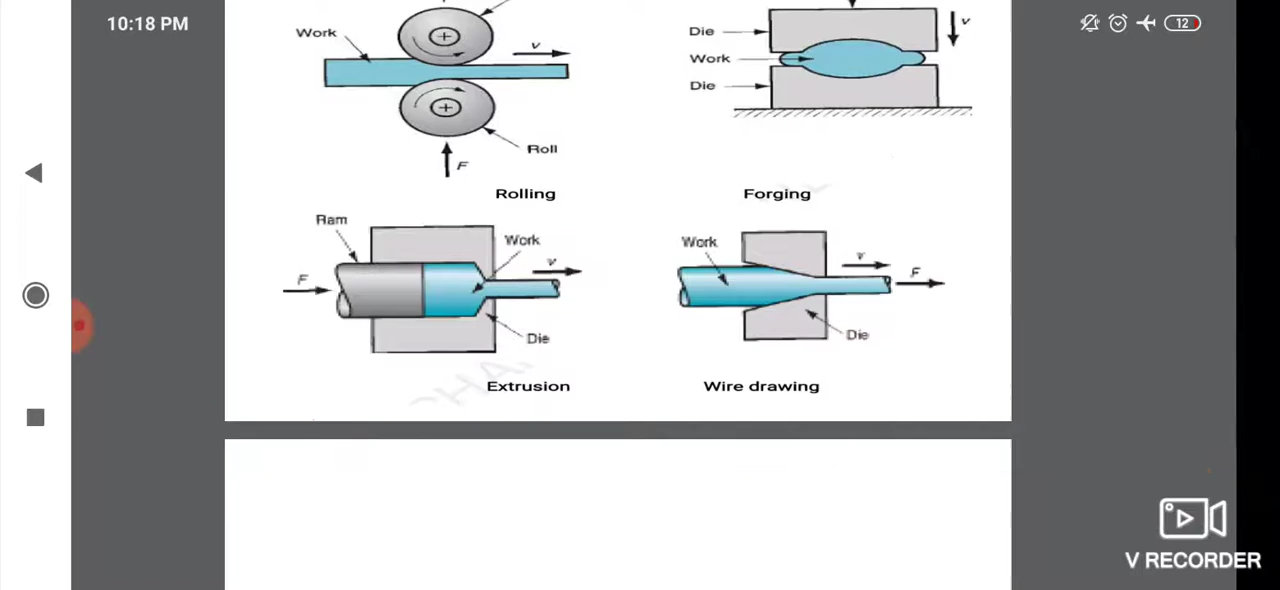 10:18 PM
12
Work
v
Roll
F
Rolling
Die
Work
Die
v
Forging
Ram
F
Work
v
Die
Extrusion
Work
v
F
Die
Wire drawing
V RECORDER